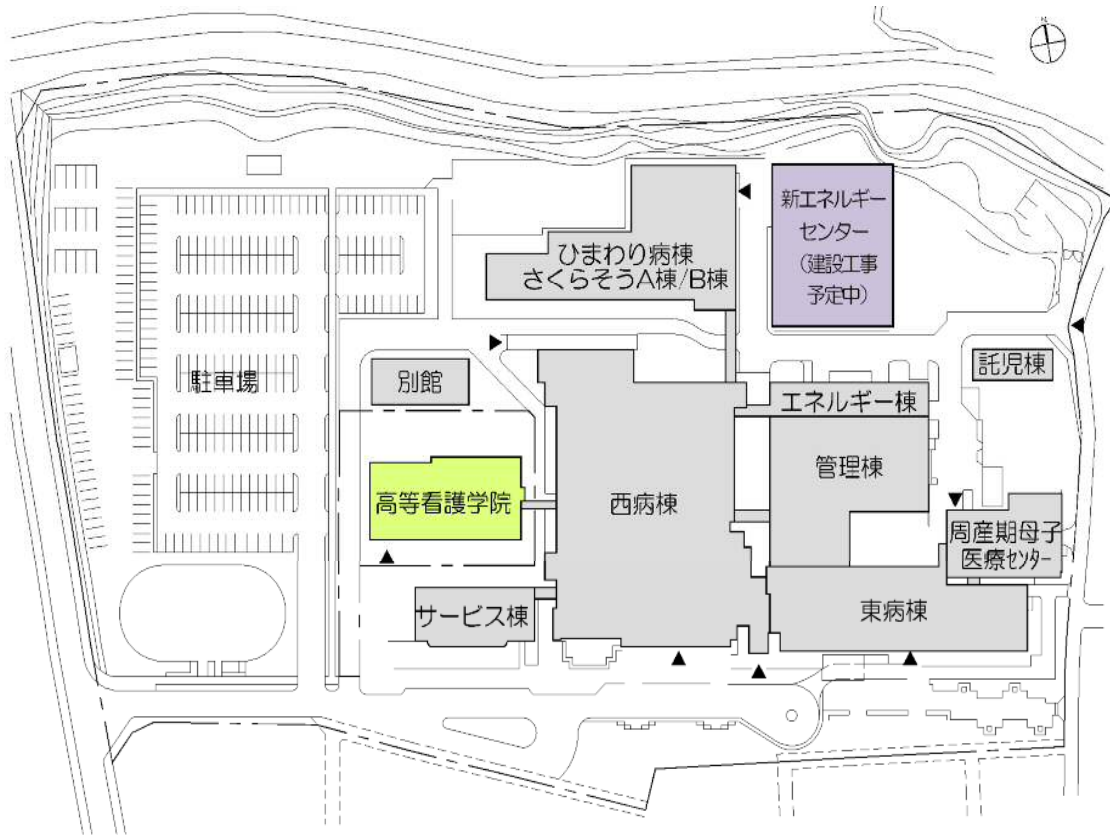 N
新エネルギー
センター
(建設工事
予定中)
ひまわり病棟
さくらそうA棟/B棟
託児棟
別館
駐車場
エネルギー棟
管理棟
高等看護学院
西病棟
周産期母子
医療センター
サービス棟
東病棟